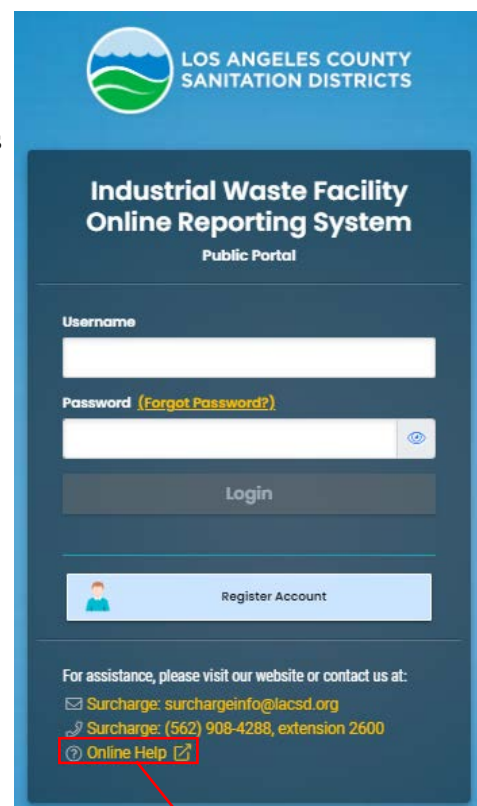 LOS ANGELES COUNTY
SANITATION DISTRICTS
s
Industrial Waste Facility
Online Reporting System
Public Portal
Username
Password (Forgot Password?)
Login
Register Account
For assistance, please visit our website or contact us at:
Surcharge: surchargeinfo@lacsd.org
Surcharge: (562) 908-4288, extension 2600
Online Help